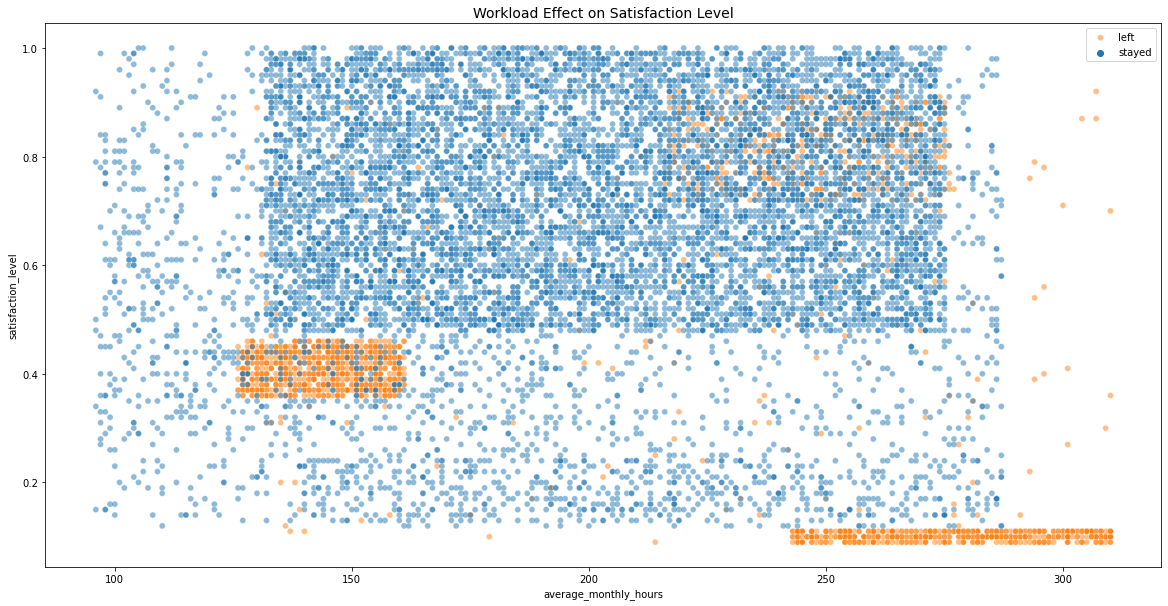 Workload Effect on Satisfaction Level
left
stayed
1.0
0.8
0.6
0.4
0.2
satisfaction_level
100
150
200
250
300
average_monthly_hours